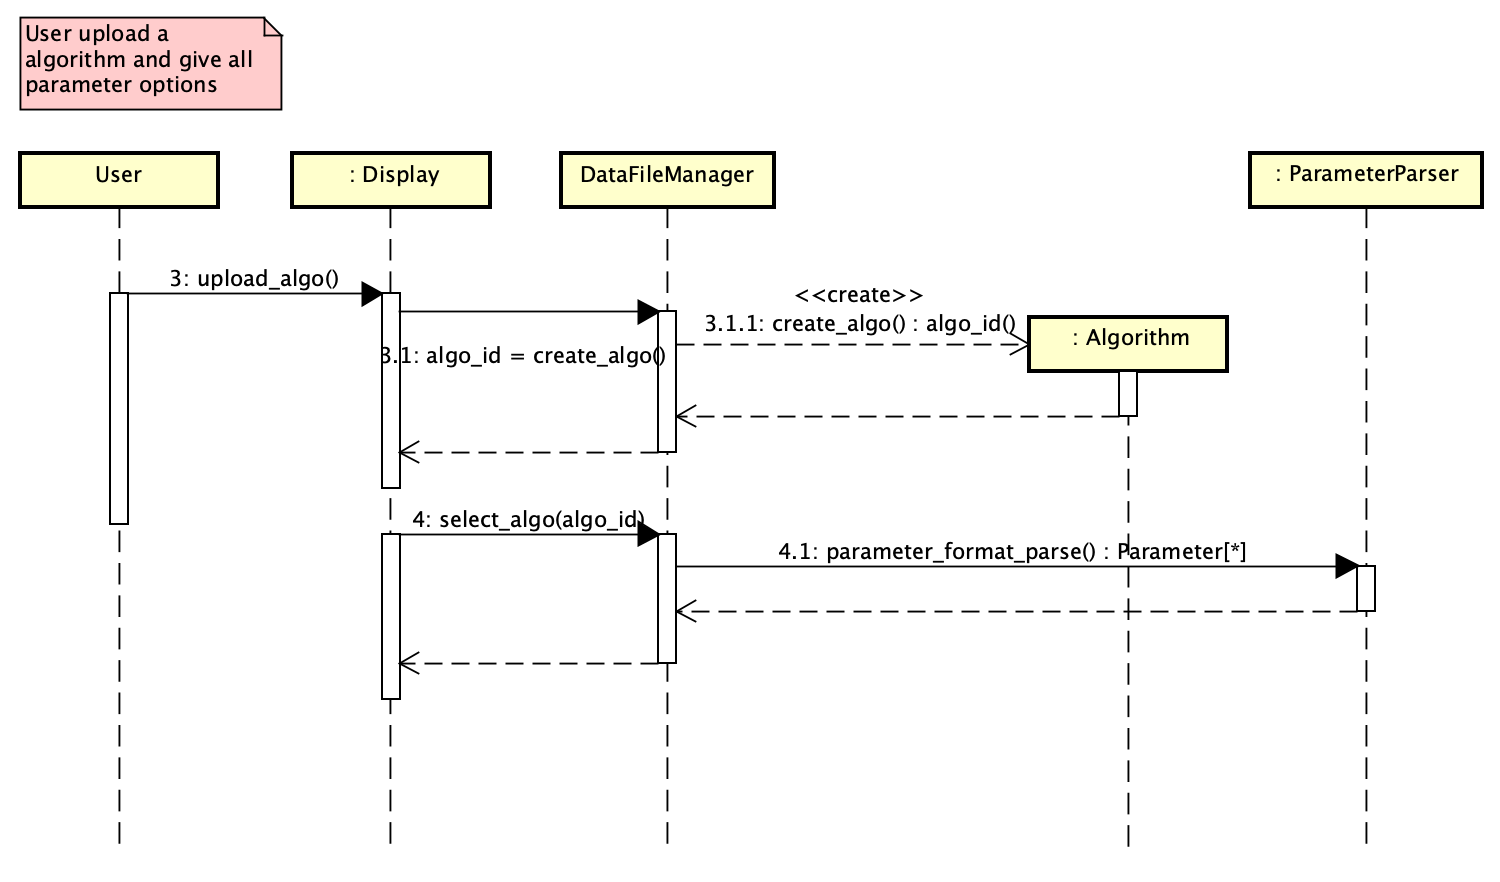 User upload a
algorithm and give all
parameter options
User
: Display
DataFileManager
: ParameterParser
3: upload_algo()
<<create>>
3.1.1: create_algo() : algo_id()
: Algorithm
3.1: algo_id = create_algo()
4: select_algo(algo_id)
4.1: parameter_format_parse() : Parameter[*]